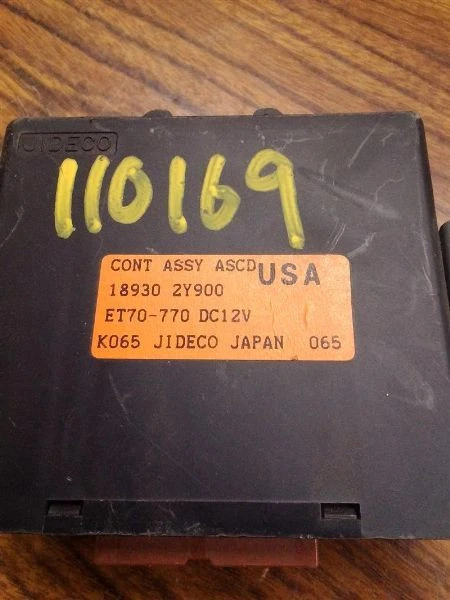 JIDECO
110169
CONT ASSY ASCD USA
18930 2Y900
ET70-770 DC12V
K065 JIDECO JAPAN 065